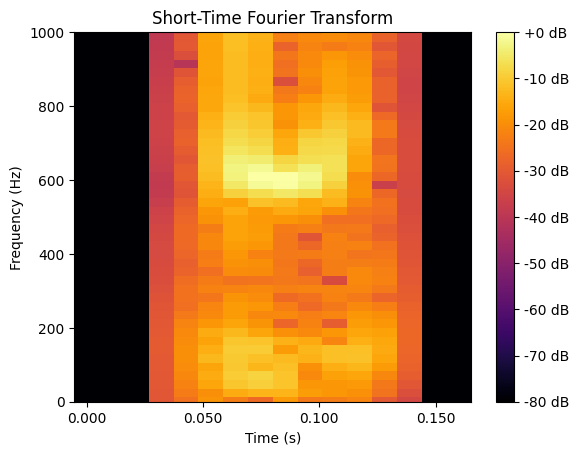 Short-Time Fourier Transform
1000
800
600
400
200
0
Frequency (Hz)
0.000
0.050
0.100
0.150
Time (s)
+0 dB
-10 dB
-20 dB
-30 dB
-40 dB
-50 dB
-60 dB
-70 dB
-80 dB